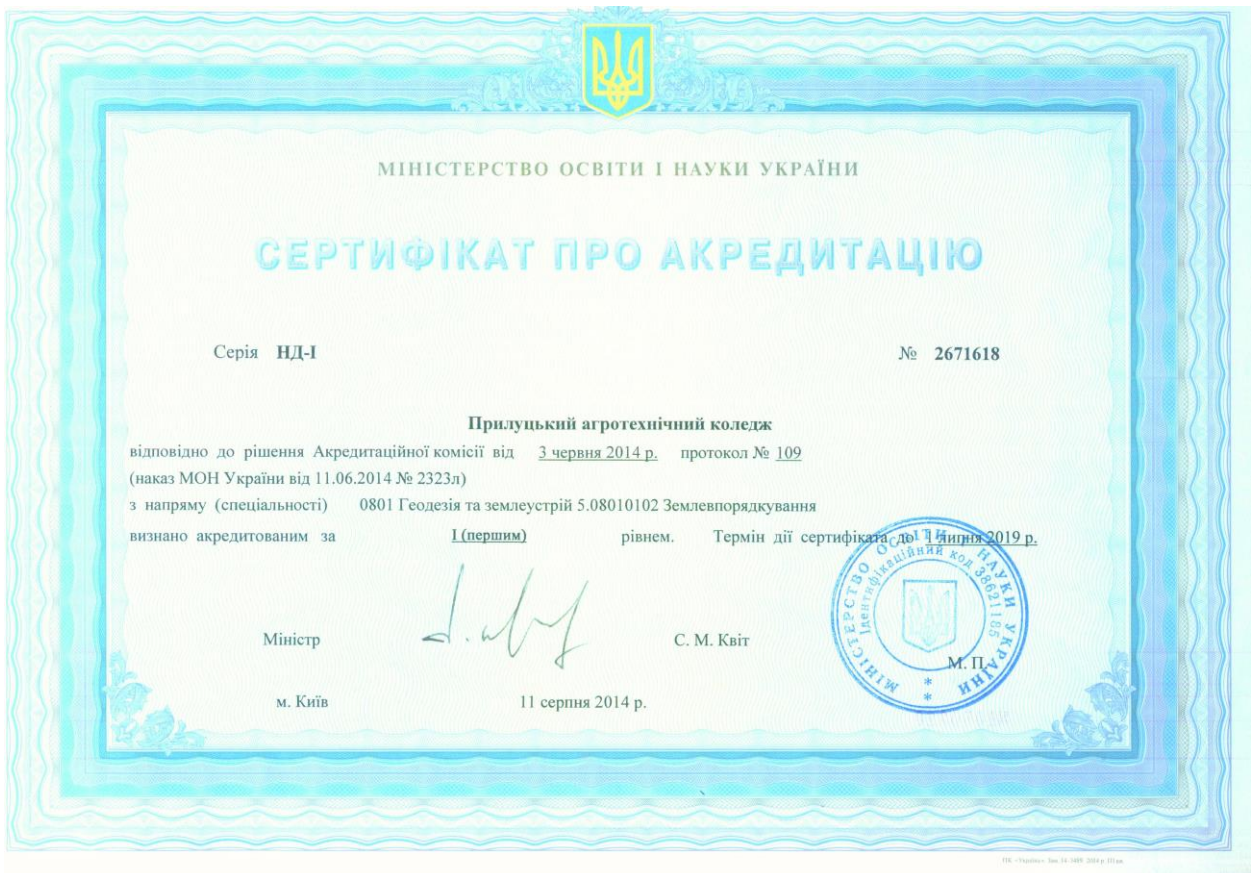 МІНІСТЕРСТВО ОСВІТИ І НАУКИ УКРАЇНИ
СЕРТИФІКАТ ПРО АКРЕДИТАЦІЮ
Серія НД-І № 2671618
Прилуцький агротехнічний коледж
відповідно до рішення Акредитаційної комісії від 3 червня 2014 р. протокол № 109
(наказ МОН України від 11.06.2014 № 2323л)
з напряму (спеціальності) 0801 Геодезія та землеустрій 5.08010102 Землевпорядкування
визнано акредитованим за І (першим) рівнем. Термін дії сертифіката до 1 липня 2019 р.
МІНІСТЕРСТВО ОСВІТИ І НАУКИ УКРАЇНИ
Ідентифікаційний код 38621185
Міністр С. М. Квіт
М. П.
м. Київ 11 серпня 2014 р.